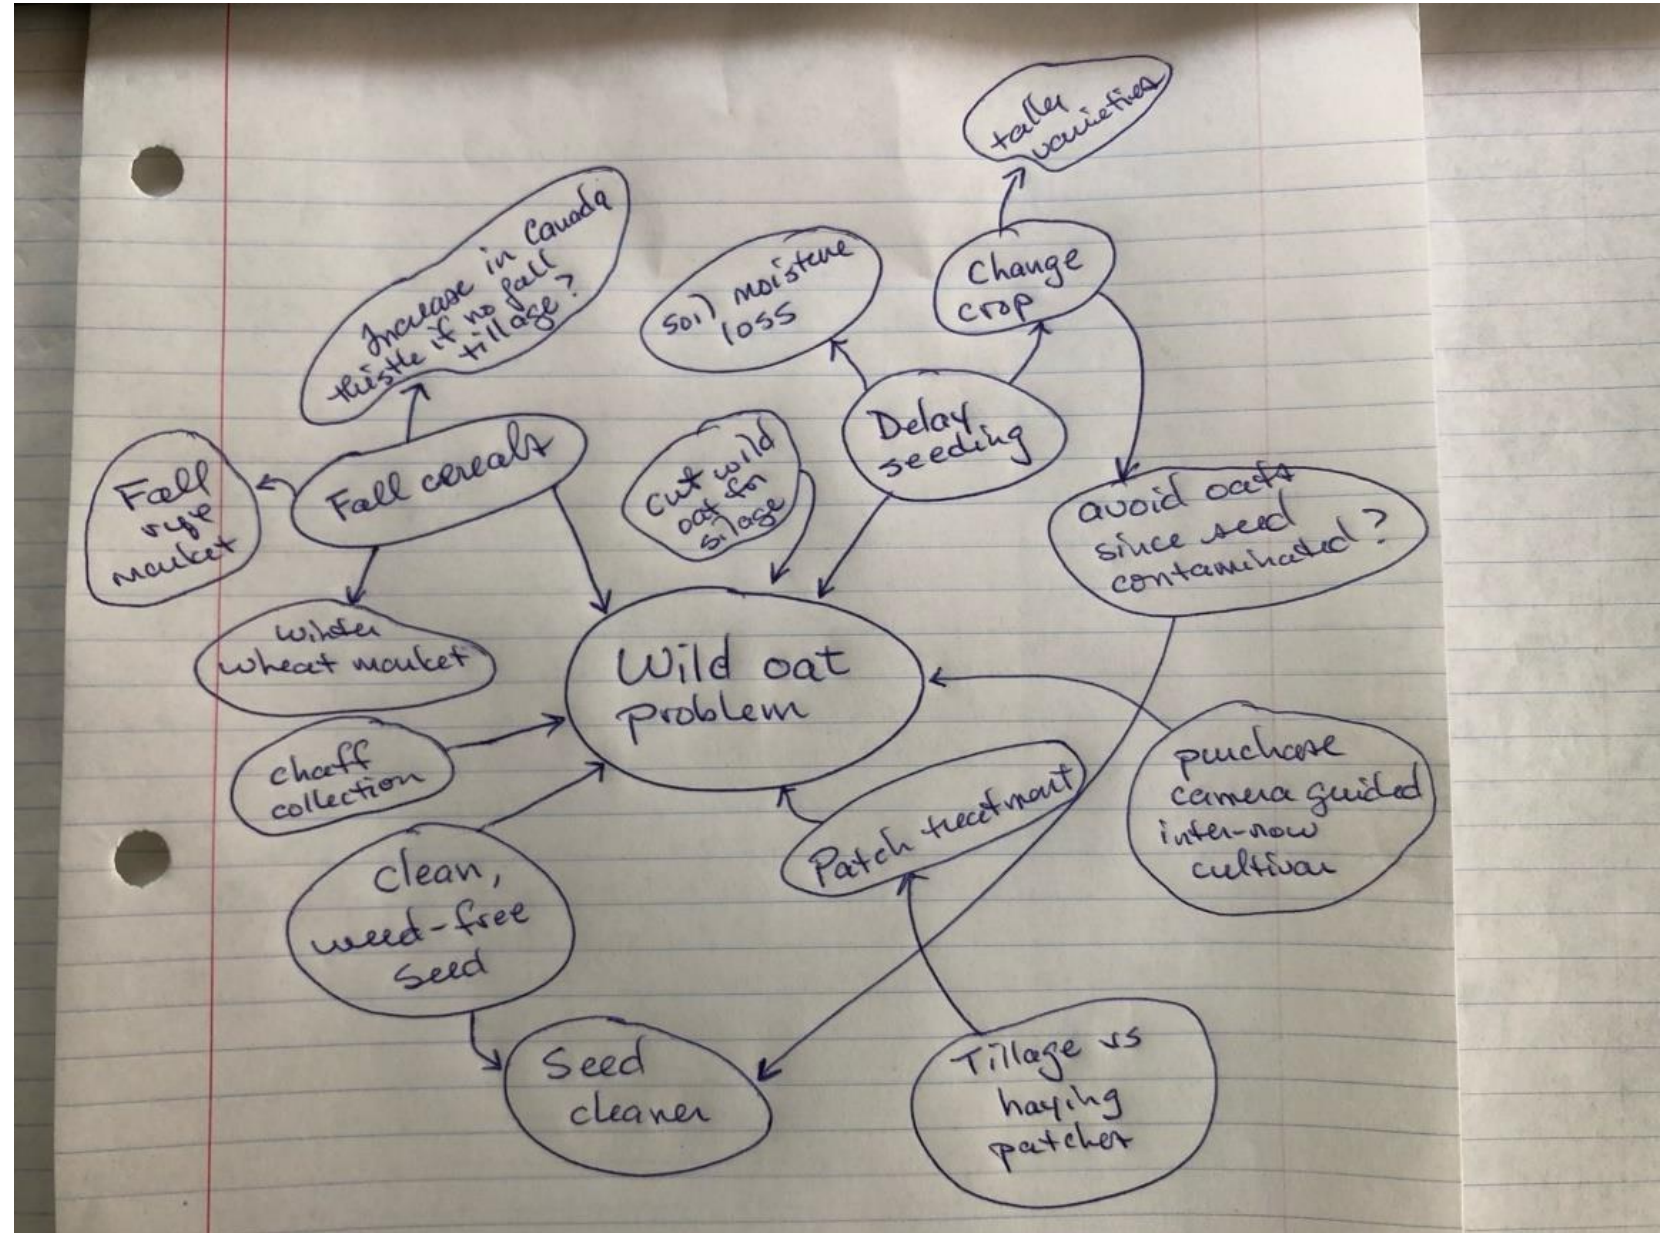 taller
varieties
Increase in Canada
thistle if no fall
tillage?
soil moisture
loss
Change
crop
Delay
seeding
cut wild
oat for
silage
Fall cereals
Fall
rye
market
avoid oats
since seed
contaminated?
winter
wheat market
Wild oat
problem
chaff
collection
purchase
camera guided
inter-row
cultivar
Patch treatment
clean,
weed-free
seed
Seed
cleaner
Tillage vs
haying
patches